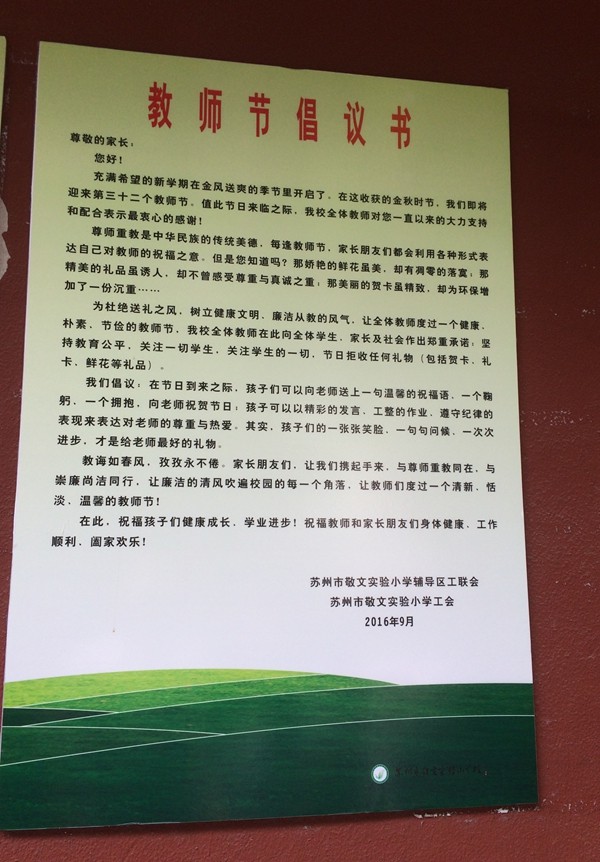 教师节倡议书
尊敬的家长：
您好！
充满希望的新学期在金风送爽的季节里开启了。在这收获的金秋时节，我们即将
迎来第三十二个教师节。值此节日来临之际，我校全体教师对您一直以来的大力支持
和配合表示最衷心的感谢！
尊师重教是中华民族的传统美德，每逢教师节，家长朋友们都会利用各种形式表
达自己对教师的祝福之意。但是您知道吗？那娇艳的鲜花虽美，却有凋零的落寞；那
精美的礼品虽诱人，却不曾感受尊重与真诚之重；那美丽的贺卡虽精致，却为环保增
加了一份沉重……
为杜绝送礼之风，树立健康文明、廉洁从教的风气，让全体教师度过一个健康、
朴素、节俭的教师节，我校全体教师在此向全体学生，家长及社会作出郑重承诺：坚
持教育公平，关注一切学生，关注学生的一切，节日拒收任何礼物（包括贺卡、礼
卡、鲜花等礼品）。
我们倡议：在节日到来之际，孩子们可以向老师送上一句温馨的祝福语，一个鞠
躬、一个拥抱，向老师祝贺节日；孩子可以以精彩的发言、工整的作业、遵守纪律的
表现来表达对老师的尊重与热爱。其实，孩子们的一张张笑脸、一句句问候、一次次
进步，才是给老师最好的礼物。
教诲如春风，孜孜永不倦。家长朋友们，让我们携起手来，与尊师重教同在，与
崇廉尚洁同行，让廉洁的清风吹遍校园的每一个角落，让教师们度过一个清新、恬
淡、温馨的教师节！
在此，祝福孩子们健康成长，学业进步！祝福教师和家长朋友们身体健康，工作
顺利，阖家欢乐！
苏州市敬文实验小学辅导区工联会
苏州市敬文实验小学工会
2016年9月